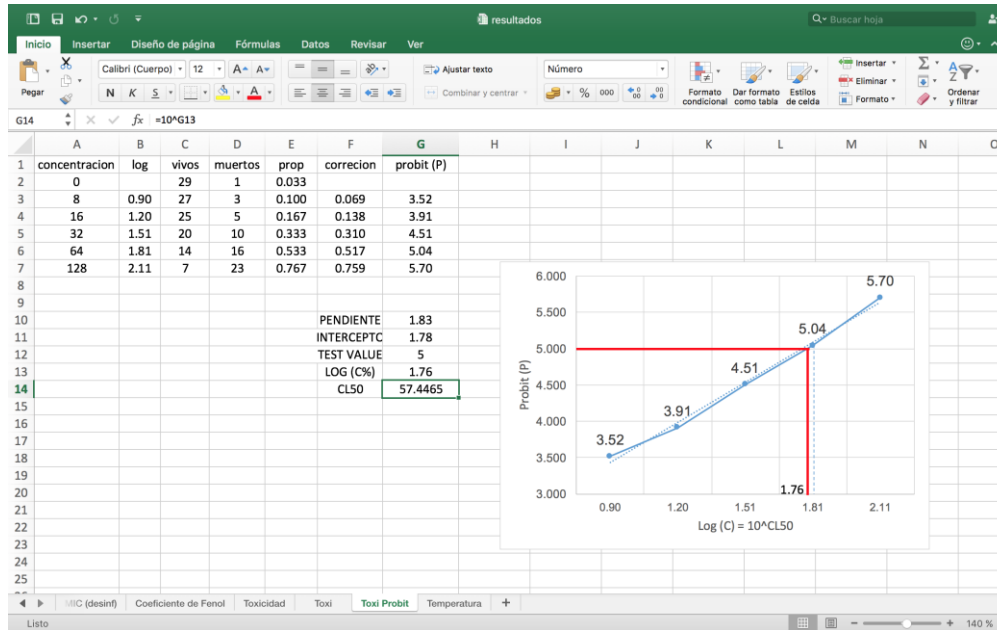 resultados
Buscar hoja
Inicio Insertar Diseño de página Fórmulas Datos Revisar Ver
Pegar
Calibri (Cuerpo) 12 A A
N K S A
Ajustar texto
Combinar y centrar
Número
% 000
Formato condicional
Dar formato como tabla
Estilos de celda
Insertar
Eliminar
Formato
Ordenar y filtrar
G14 fx =10^G13
A B C D E F G H I J K L M N O
1 concentracion log vivos muertos prop correcion probit (P)
2 0 29 1 0.033
3 8 0.90 27 3 0.100 0.069 3.52
4 16 1.20 25 5 0.167 0.138 3.91
5 32 1.51 20 10 0.333 0.310 4.51
6 64 1.81 14 16 0.533 0.517 5.04
7 128 2.11 7 23 0.767 0.759 5.70
8
9
10 PENDIENTE 1.83
11 INTERCEPTO 1.78
12 TEST VALUE 5
13 LOG (C%) 1.76
14 CL50 57.4465
15
16
17
18
19
20
21
22
23
24
25
6.000
5.500
5.000
4.500
4.000
3.500
3.000
Probit (P)
3.52
3.91
4.51
5.04
5.70
1.76
0.90 1.20 1.51 1.81 2.11
Log (C) = 10^CL50
MIC (desinf) Coeficiente de Fenol Toxicidad Toxi Toxi Probit Temperatura +
Listo
140 %